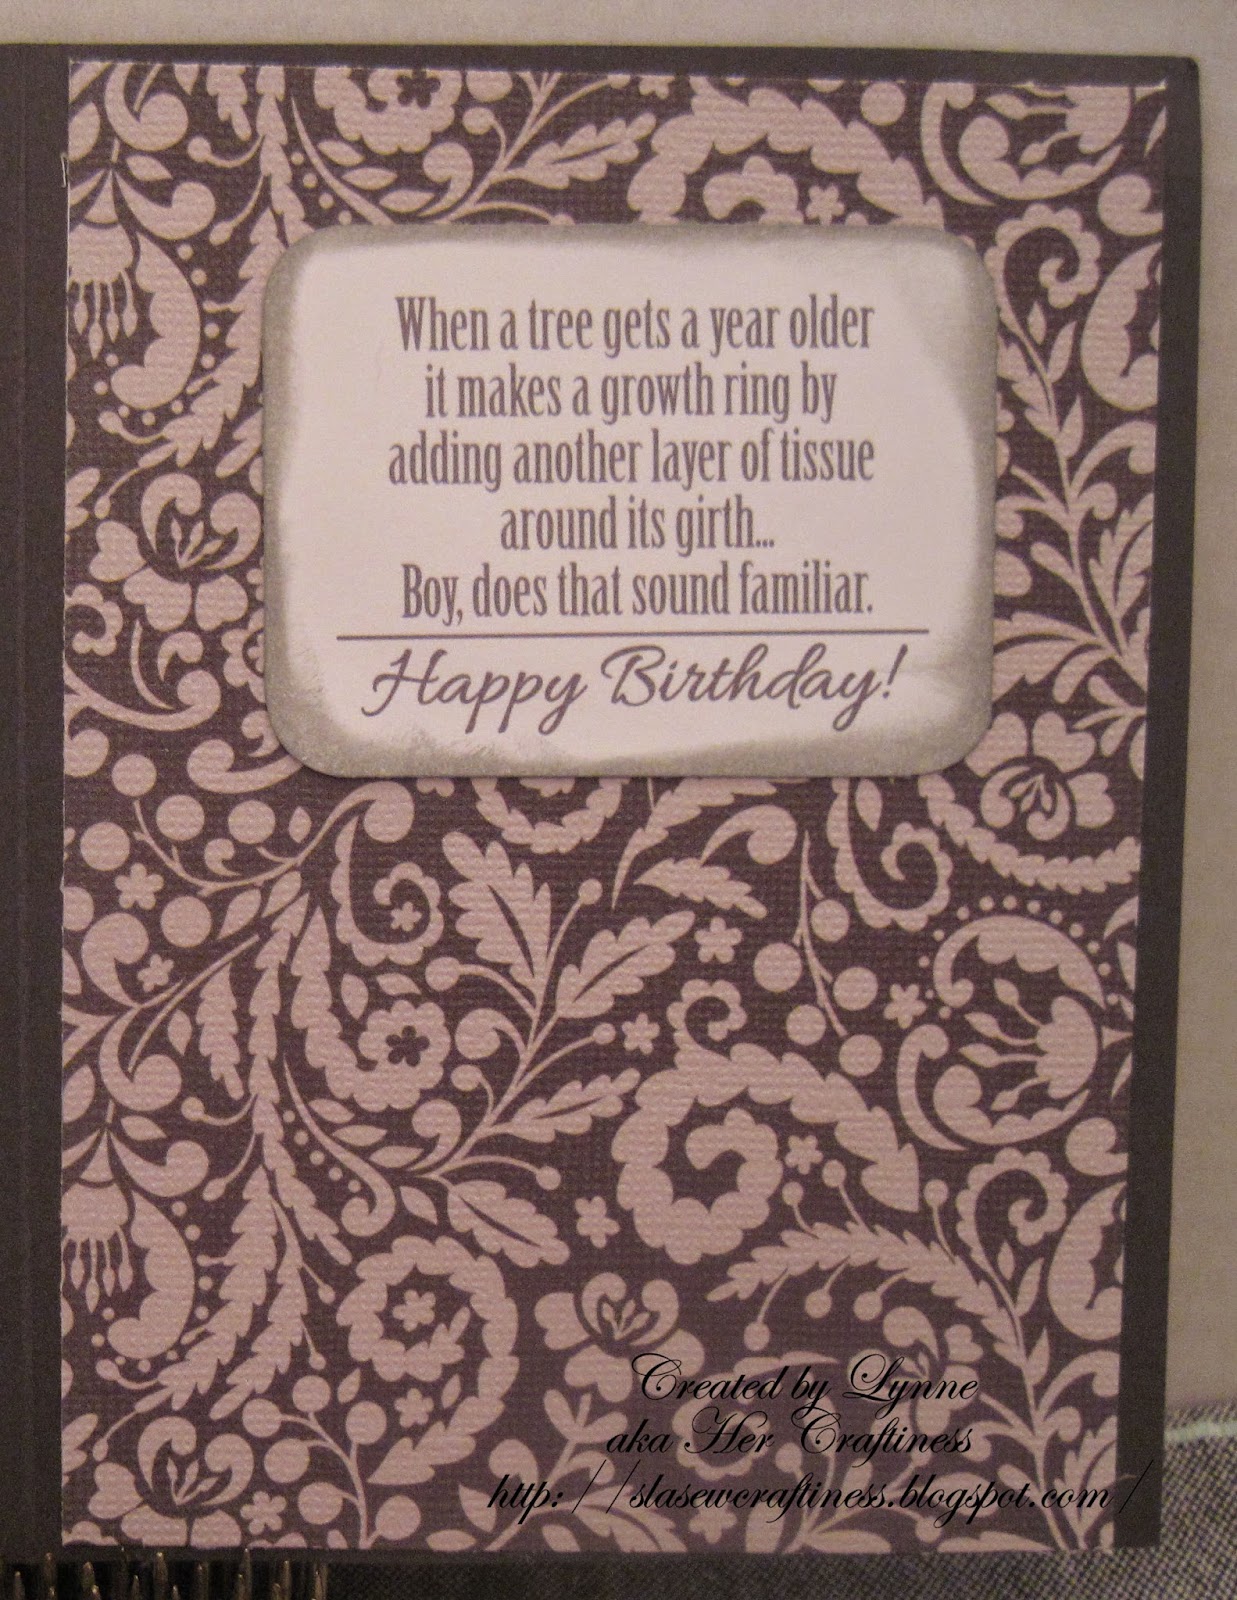 When a tree gets a year older
it makes a growth ring by
adding another layer of tissue
around its girth...
Boy, does that sound familiar.
Happy Birthday!
Created by Lynne
aka Her Craftiness
http://slasewcraftiness.blogspot.com/